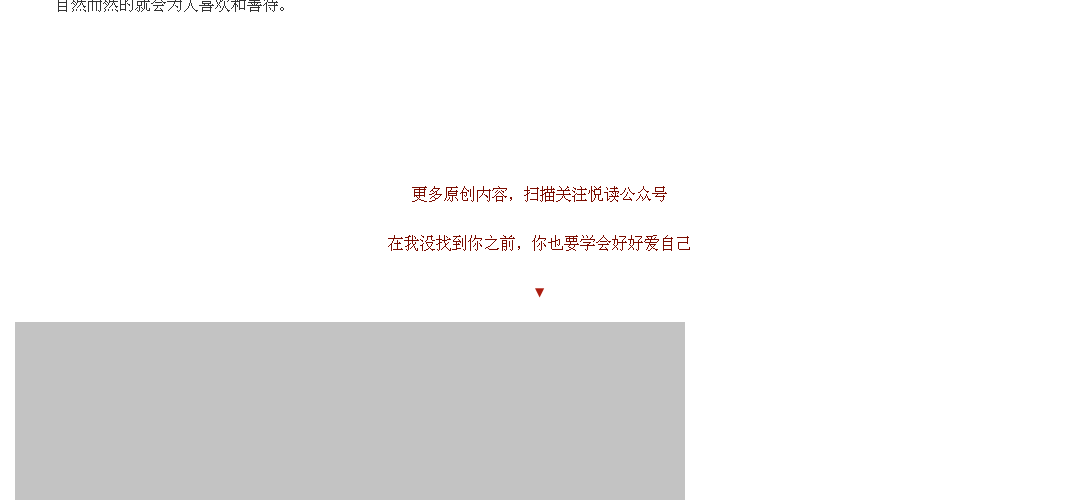 自然而然的就会为人喜欢和善待。
更多原创内容，扫描关注悦读公众号
在我没找到你之前，你也要学会好好爱自己
▼